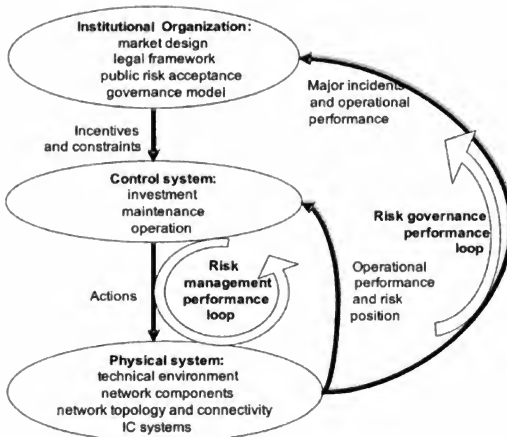 Institutional Organization:
market design
legal framework
public risk acceptance
governance model
Incentives
and constraints
Major incidents
and operational
performance
Control system:
investment
maintenance
operation
Risk governance
performance
loop
Risk
management
performance
loop
Actions
Operational
performance
and risk
position
Physical system:
technical environment
network components
network topology and connectivity
IC systems